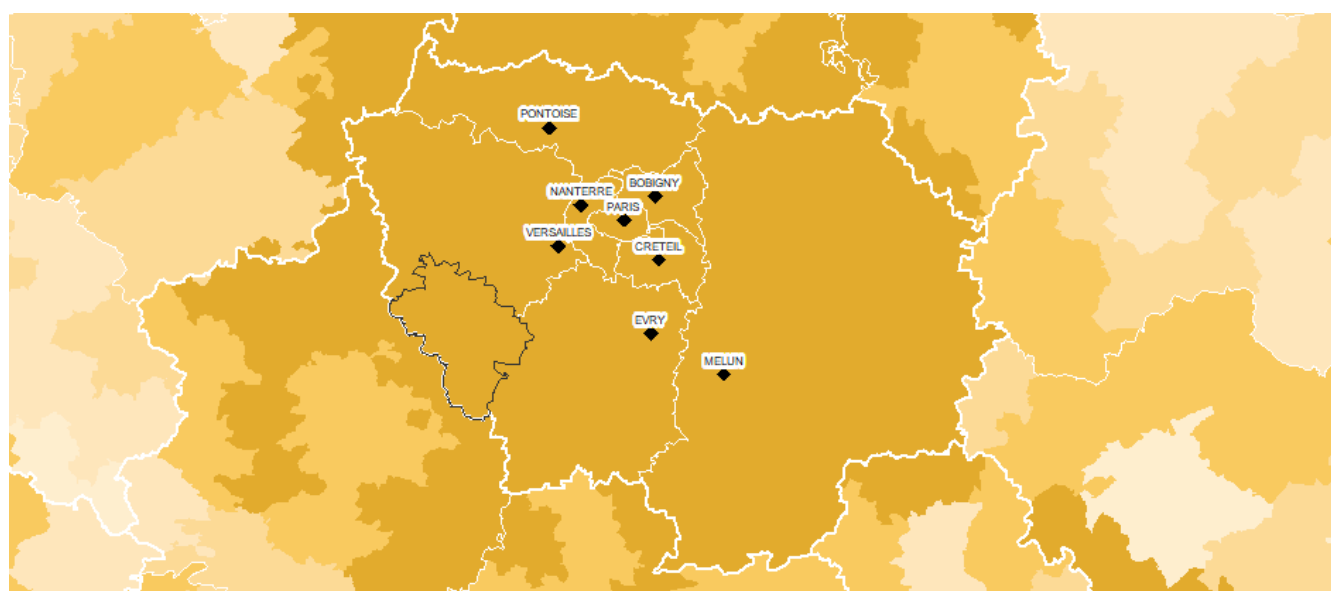 PONTOISE
BOBIGNY
NANTERRE
PARIS
VERSAILLES
CRETEIL
EVRY
MELUN